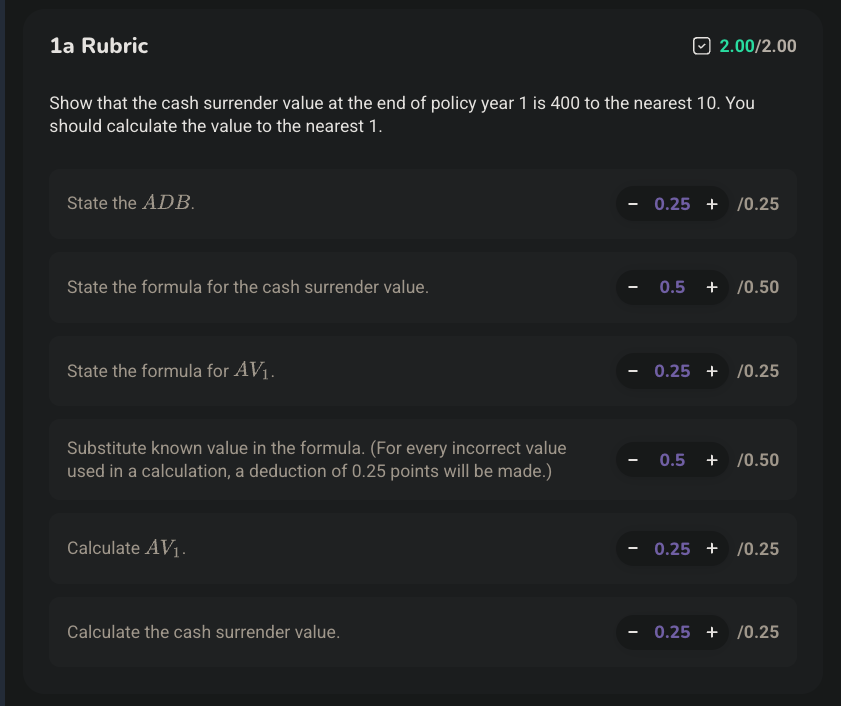 1a Rubric
2.00/2.00
Show that the cash surrender value at the end of policy year 1 is 400 to the nearest 10. You
should calculate the value to the nearest 1.
State the ADB.
− 0.25 + /0.25
State the formula for the cash surrender value.
− 0.5 + /0.50
State the formula for AV₁.
− 0.25 + /0.25
Substitute known value in the formula. (For every incorrect value
used in a calculation, a deduction of 0.25 points will be made.)
− 0.5 + /0.50
Calculate AV₁.
− 0.25 + /0.25
Calculate the cash surrender value.
− 0.25 + /0.25